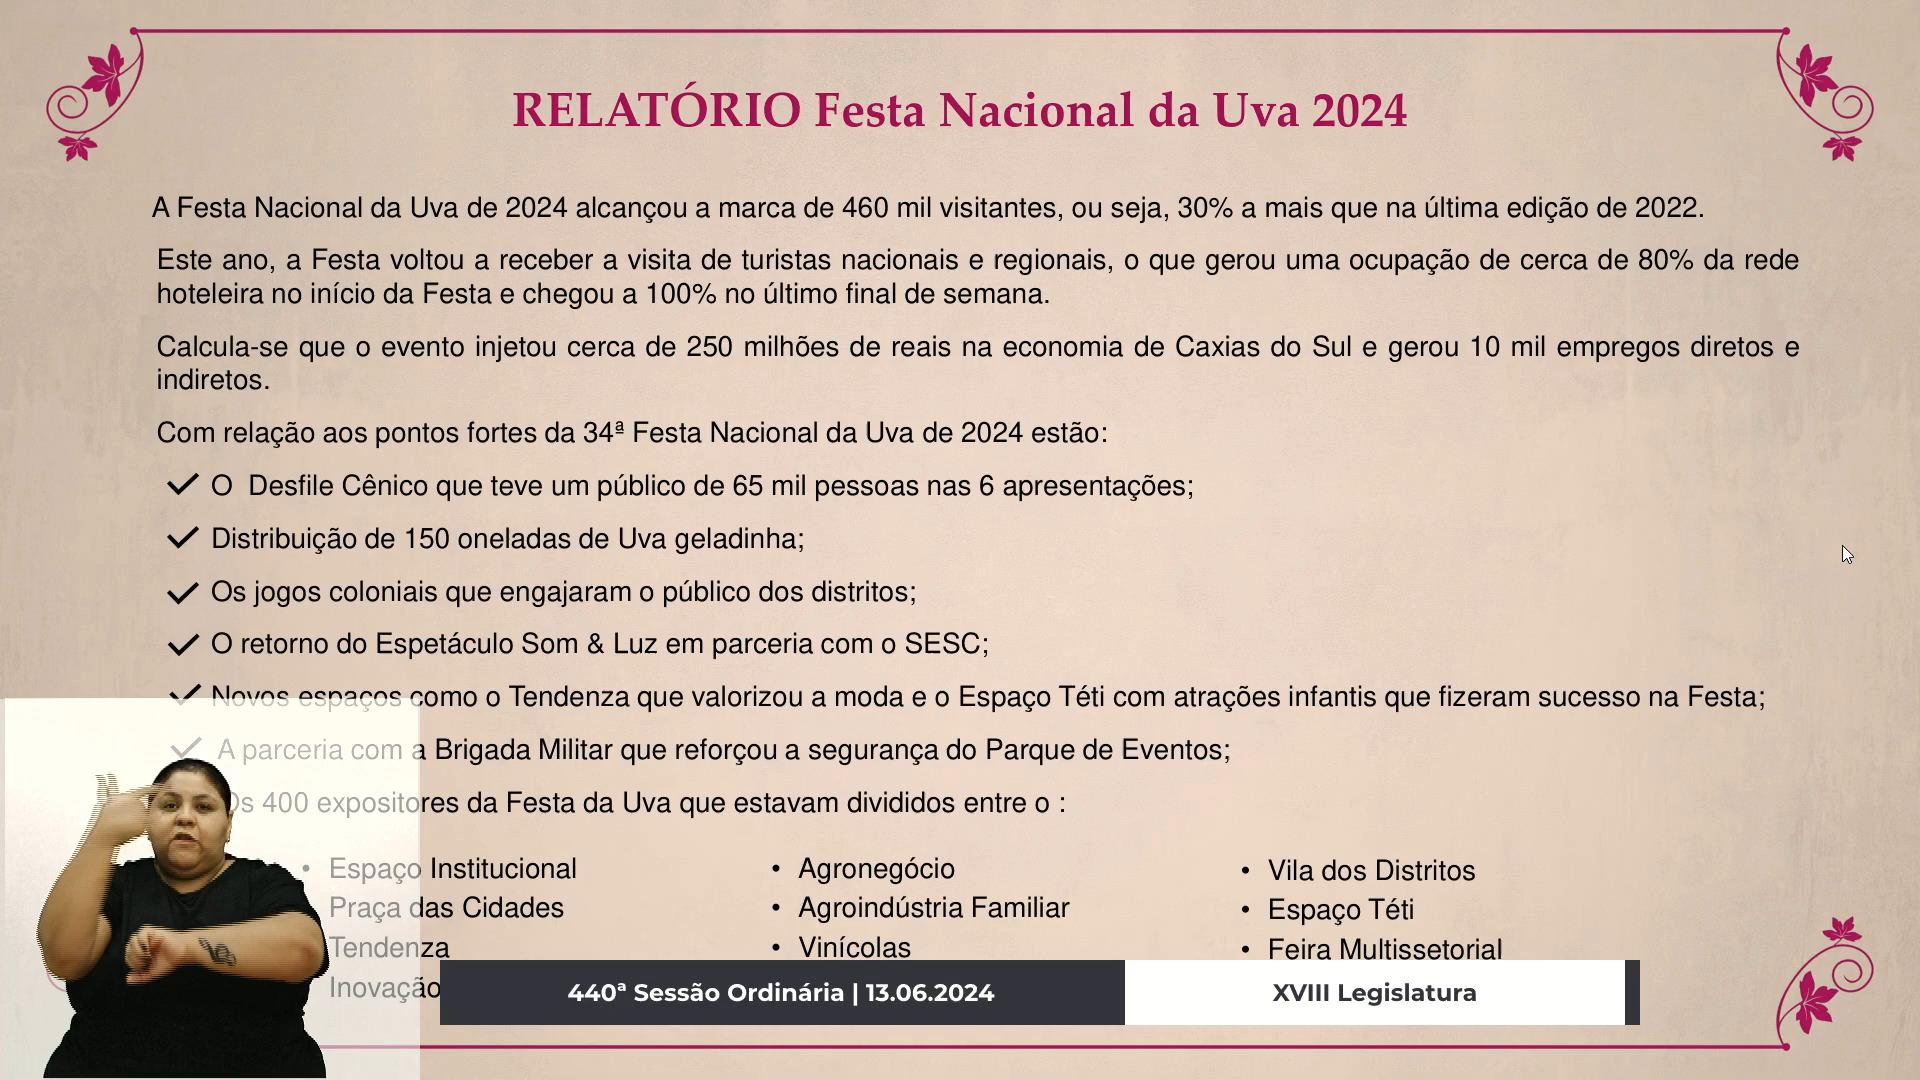 RELATÓRIO Festa Nacional da Uva 2024
A Festa Nacional da Uva de 2024 alcançou a marca de 460 mil visitantes, ou seja, 30% a mais que na última edição de 2022.
Este ano, a Festa voltou a receber a visita de turistas nacionais e regionais, o que gerou uma ocupação de cerca de 80% da rede
hoteleira no início da Festa e chegou a 100% no último final de semana.
Calcula-se que o evento injetou cerca de 250 milhões de reais na economia de Caxias do Sul e gerou 10 mil empregos diretos e
indiretos.
Com relação aos pontos fortes da 34ª Festa Nacional da Uva de 2024 estão:
✓ O Desfile Cênico que teve um público de 65 mil pessoas nas 6 apresentações;
✓ Distribuição de 150 oneladas de Uva geladinha;
✓ Os jogos coloniais que engajaram o público dos distritos;
✓ O retorno do Espetáculo Som & Luz em parceria com o SESC;
✓ Novos espaços como o Tendenza que valorizou a moda e o Espaço Téti com atrações infantis que fizeram sucesso na Festa;
✓ A parceria com a Brigada Militar que reforçou a segurança do Parque de Eventos;
Os 400 expositores da Festa da Uva que estavam divididos entre o :
• Espaço Institucional
Praça das Cidades
Tendenza
Inovação
• Agronegócio
• Agroindústria Familiar
• Vinícolas
• Vila dos Distritos
• Espaço Téti
• Feira Multissetorial
440ª Sessão Ordinária | 13.06.2024
XVIII Legislatura